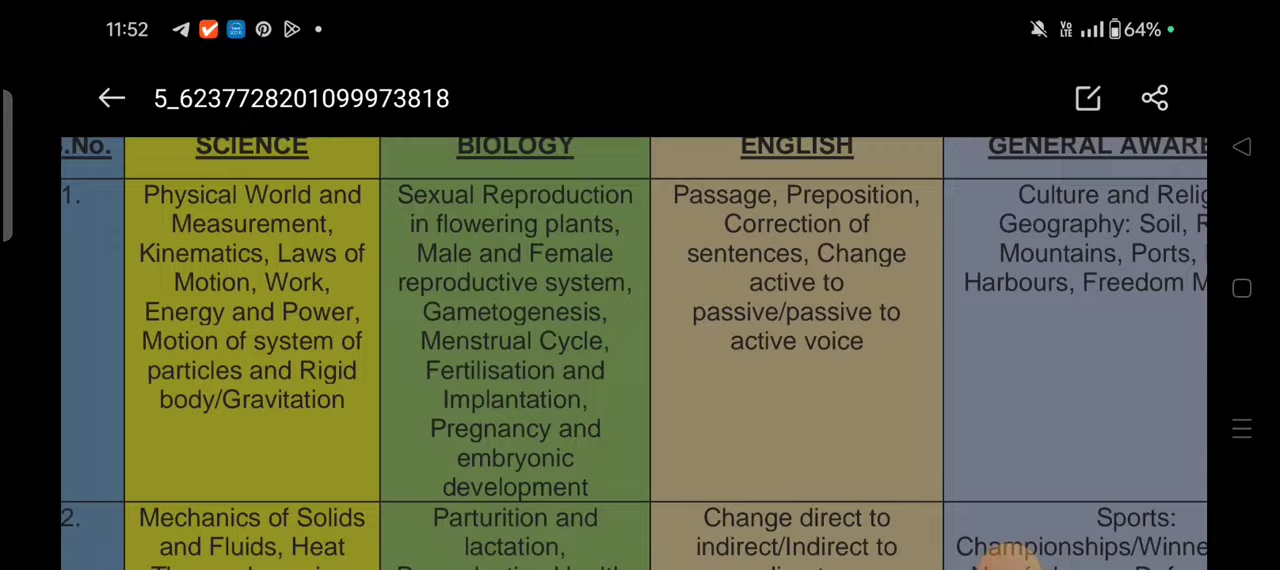 11:52
64%
5_6237728201099973818
.No.
SCIENCE
BIOLOGY
ENGLISH
GENERAL
1.
Physical World and
Measurement,
Kinematics, Laws of
Motion, Work,
Energy and Power,
Motion of system of
particles and Rigid
body/Gravitation
Sexual Reproduction
in flowering plants,
Male and Female
reproductive system,
Gametogenesis,
Menstrual Cycle,
Fertilisation and
Implantation,
Pregnancy and
embryonic
development
Passage, Preposition,
Correction of
sentences, Change
active to
passive/passive to
active voice
Culture and
Geography: Soil,
Mountains, Ports,
Harbours, Freedom
2.
Mechanics of Solids
and Fluids, Heat
Parturition and
lactation,
Change direct to
indirect/Indirect to
Sports: